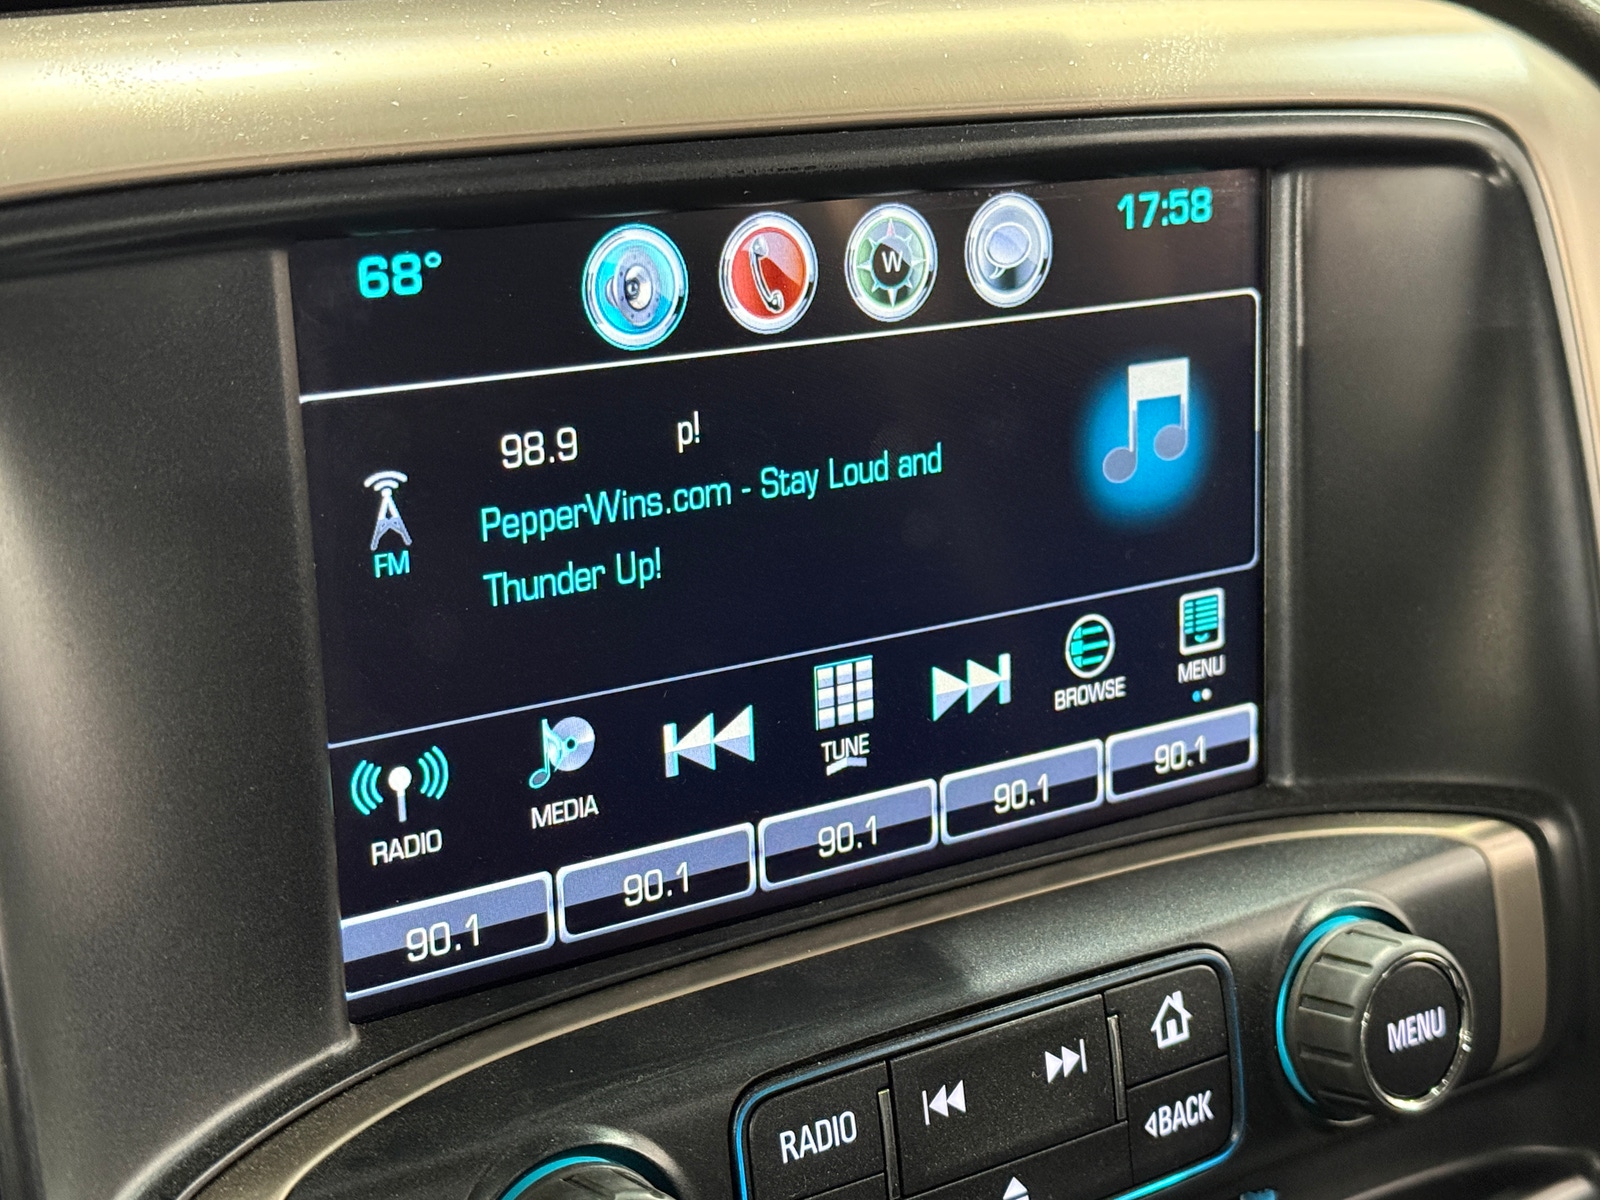 68°
W
17:58
98.9 p!
PepperWins.com - Stay Loud and
Thunder Up!
FM
RADIO
MEDIA
TUNE
BROWSE
MENU
90.1
90.1
90.1
90.1
90.1
RADIO
BACK
MENU